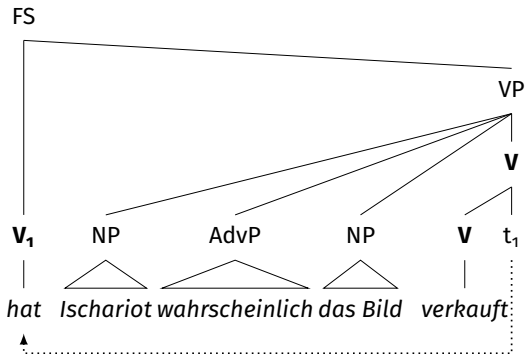 FS
VP
V
V₁ NP AdvP NP V t₁
hat Ischariot wahrscheinlich das Bild verkauft